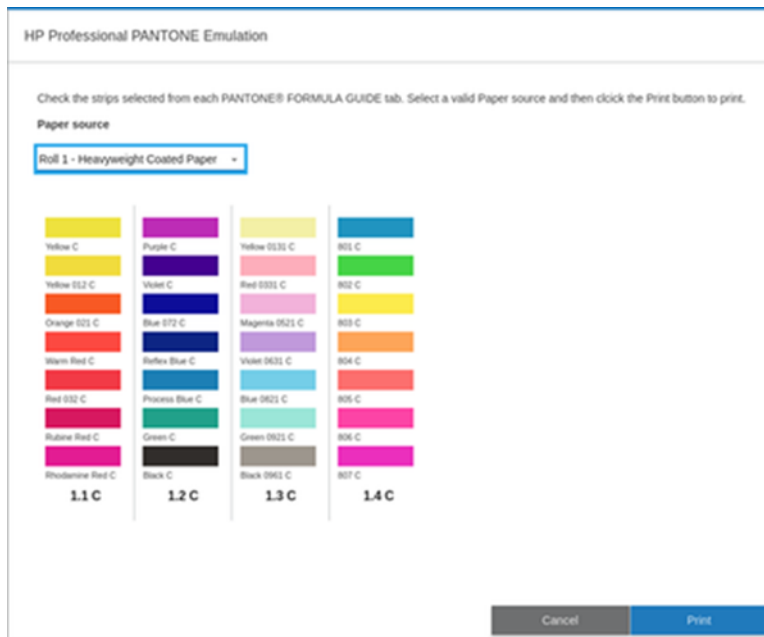 HP Professional PANTONE Emulation
Check the strips selected from each PANTONE® FORMULA GUIDE tab. Select a valid Paper source and then clcick the Print button to print.
Paper source
Roll 1 - Heavyweight Coated Paper
Yellow C
Yellow 012 C
Orange 021 C
Warm Red C
Red 032 C
Rubine Red C
Rhodamine Red C
1.1 C
Purple C
Violet C
Blue 072 C
Reflex Blue C
Process Blue C
Green C
Black C
1.2 C
Yellow 0131 C
Red 0331 C
Magenta 0521 C
Violet 0631 C
Blue 0821 C
Green 0921 C
Black 0961 C
1.3 C
801 C
802 C
803 C
804 C
805 C
806 C
807 C
1.4 C
Cancel
Print